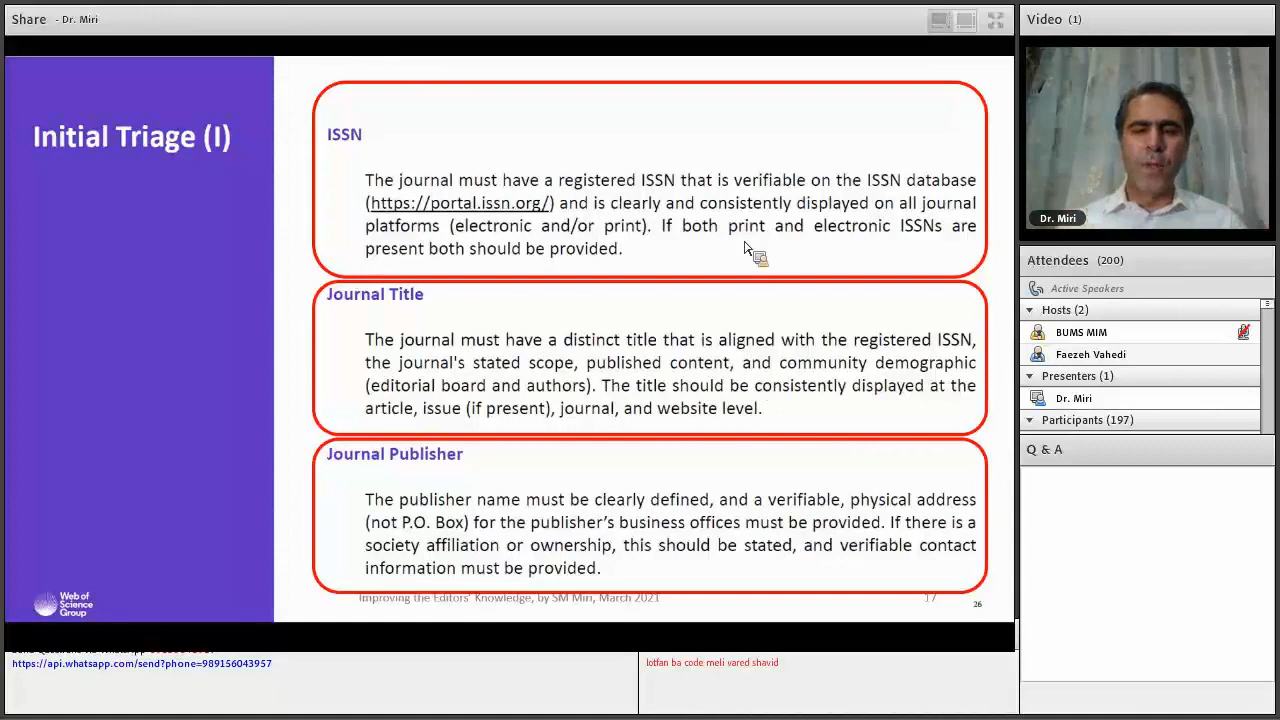 Share - Dr. Miri
Initial Triage (I)
ISSN
The journal must have a registered ISSN that is verifiable on the ISSN database
(https://portal.issn.org/) and is clearly and consistently displayed on all journal
platforms (electronic and/or print). If both print and electronic ISSNs are
present both should be provided.
Journal Title
The journal must have a distinct title that is aligned with the registered ISSN,
the journal's stated scope, published content, and community demographic
(editorial board and authors). The title should be consistently displayed at the
article, issue (if present), journal, and website level.
Journal Publisher
The publisher name must be clearly defined, and a verifiable, physical address
(not P.O. Box) for the publisher's business offices must be provided. If there is a
society affiliation or ownership, this should be stated, and verifiable contact
information must be provided.
Improving the Editors' Knowledge, by SM Miri, March 2021
17
26
Web of
Science
Group
https://api.whatsapp.com/send?phone=989156043957
lotfan ba code meli vared shavid
Video (1)
Dr. Miri
Attendees (200)
Active Speakers
Hosts (2)
BUMS MIM
Faezeh Vahedi
Presenters (1)
Dr. Miri
Participants (197)
Q & A